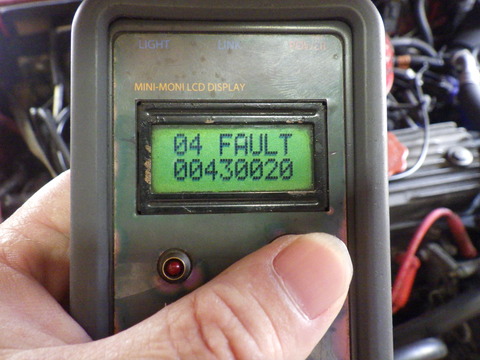 LIGHT LINK POWER
MINI-MONI LCD DISPLAY
04 FAULT
00430020